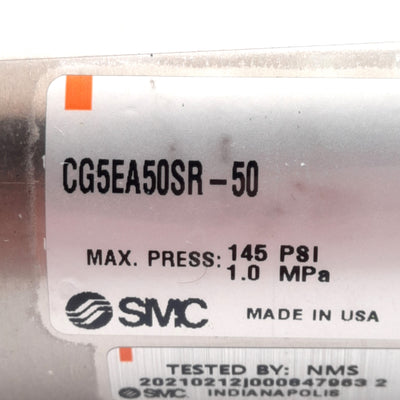 CG5EA50SR-50
MAX. PRESS: 145 PSI
1.0 MPa
SMC MADE IN USA
TESTED BY: NMS
20210212J000647963 2
SMC INDIANAPOLIS